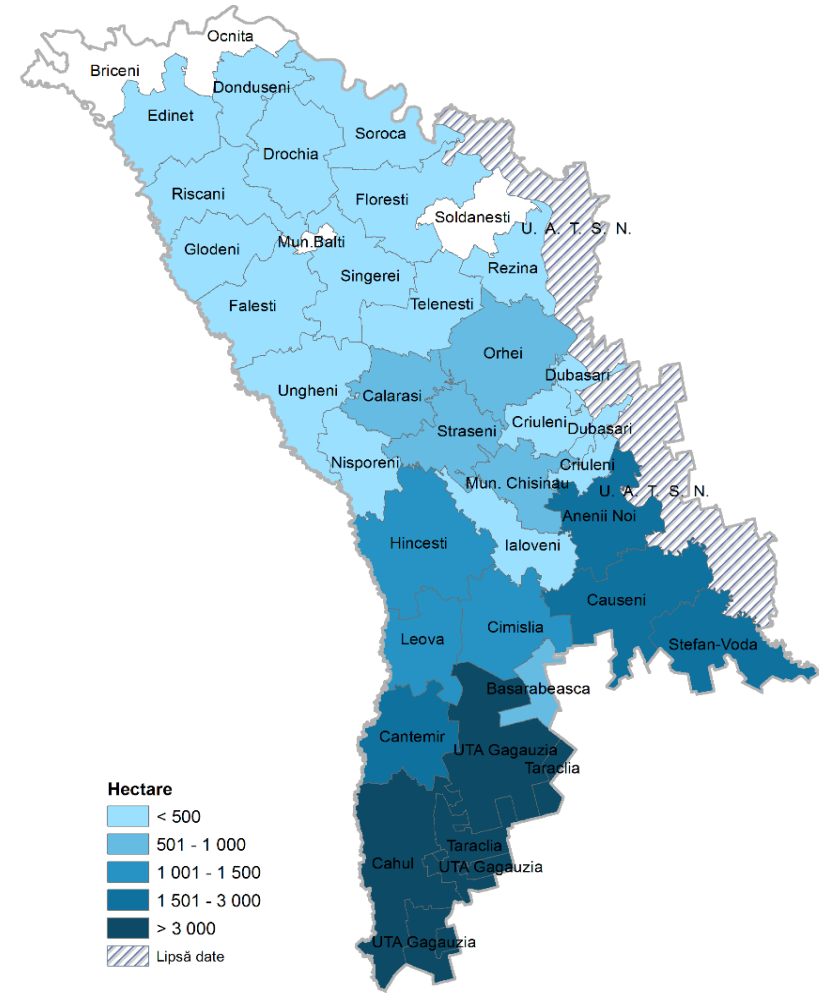 Ocnita
Briceni
Donduseni
Edinet
Soroca
Drochia
Riscani
Floresti
Soldanesti
U. A. T. S. N.
Mun.Balti
Glodeni
Rezina
Singerei
Falesti
Telenesti
Orhei
Dubasari
Ungheni
Calarasi
Criuleni
Dubasari
Straseni
Nisporeni
Criuleni
Mun. Chisinau
U. A. T. S. N.
Anenii Noi
Hincesti
Ialoveni
Causeni
Cimislia
Leova
Stefan-Voda
Basarabeasca
Cantemir
UTA Gagauzia
Taraclia
Hectare
< 500
501 - 1 000
1 001 - 1 500
1 501 - 3 000
> 3 000
Lipsă date
Taraclia
Cahul
UTA Gagauzia
UTA Gagauzia